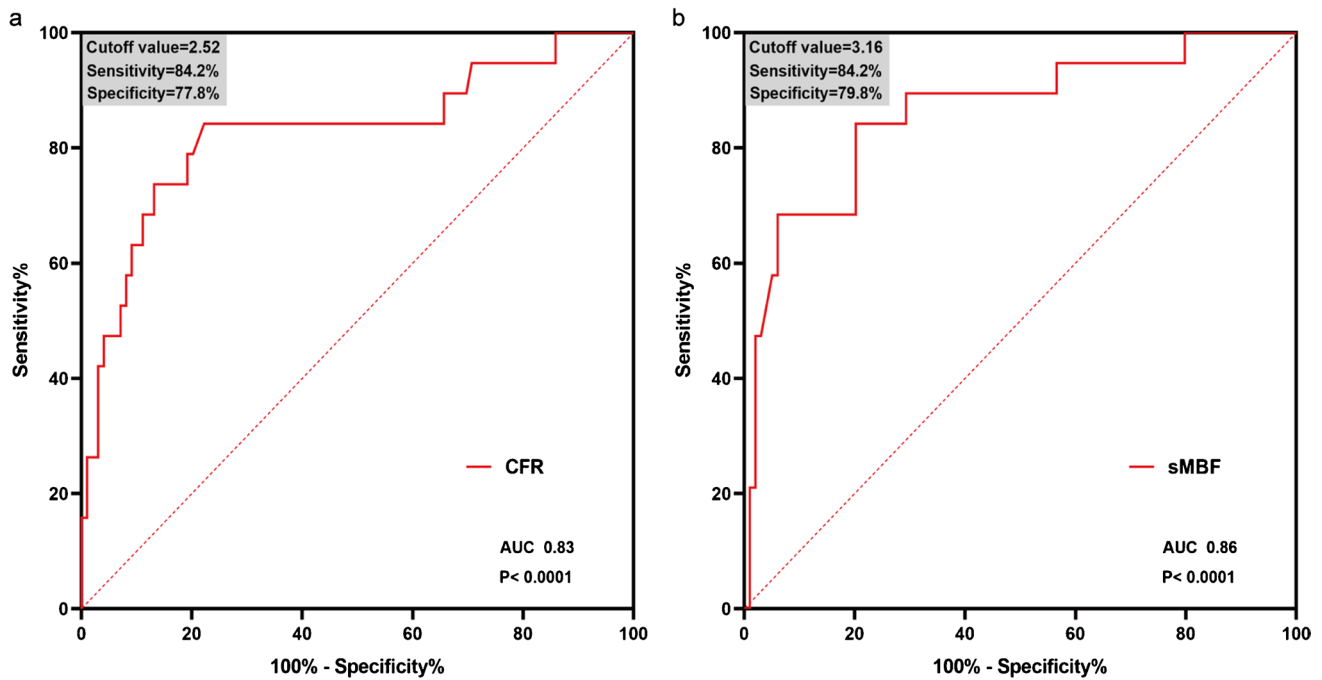 a
Cutoff value=2.52
Sensitivity=84.2%
Specificity=77.8%
100
80
60
40
20
0
Sensitivity%
CFR
AUC 0.83
P< 0.0001
0 20 40 60 80 100
100% - Specificity%
b
Cutoff value=3.16
Sensitivity=84.2%
Specificity=79.8%
100
80
60
40
20
0
Sensitivity%
sMBF
AUC 0.86
P< 0.0001
0 20 40 60 80 100
100% - Specificity%